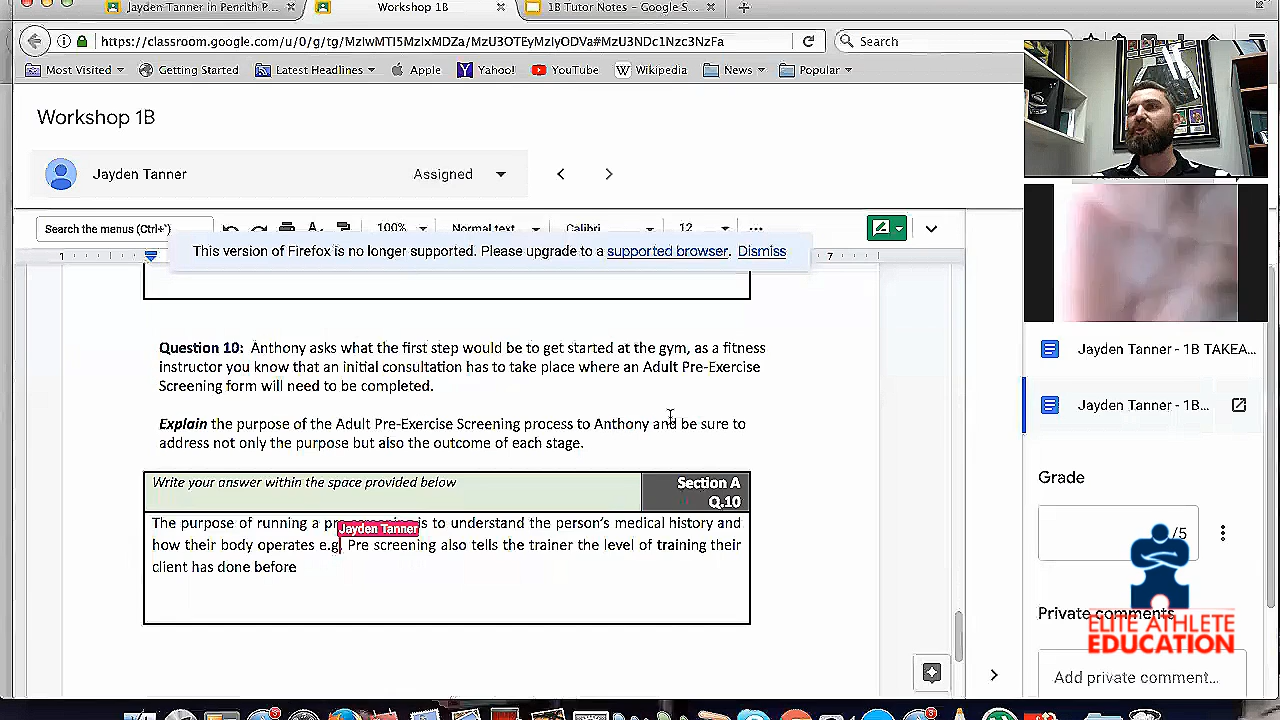 Jayden Tanner in Penrith P...
Workshop 1B
1B Tutor Notes - Google S...
https://classroom.google.com/u/0/g/tg/MzIwMTI5MzIxMDZa/MzU3OTEyMzIyODVa#MzU3NDc1Nzc3NzFa
Search
Most Visited
Getting Started
Latest Headlines
Apple
Yahoo!
YouTube
Wikipedia
News
Popular
Workshop 1B
Jayden Tanner
Assigned
Search the menus (Ctrl+)
100%
Normal text
Calibri
12
This version of Firefox is no longer supported. Please upgrade to a supported browser. Dismiss
1
7
Question 10: Anthony asks what the first step would be to get started at the gym, as a fitness
instructor you know that an initial consultation has to take place where an Adult Pre-Exercise
Screening form will need to be completed.
Explain the purpose of the Adult Pre-Exercise Screening process to Anthony and be sure to
address not only the purpose but also the outcome of each stage.
Write your answer within the space provided below
Section A
Q.10
The purpose of running a is to understand the person's medical history and
Jayden Tanner
how their body operates e.g. Pre screening also tells the trainer the level of training their
client has done before
Jayden Tanner - 1B TAKEA...
Jayden Tanner - 1B...
Grade
/5
Private comments
ELITE ATHLETE
EDUCATION
Add private comment...